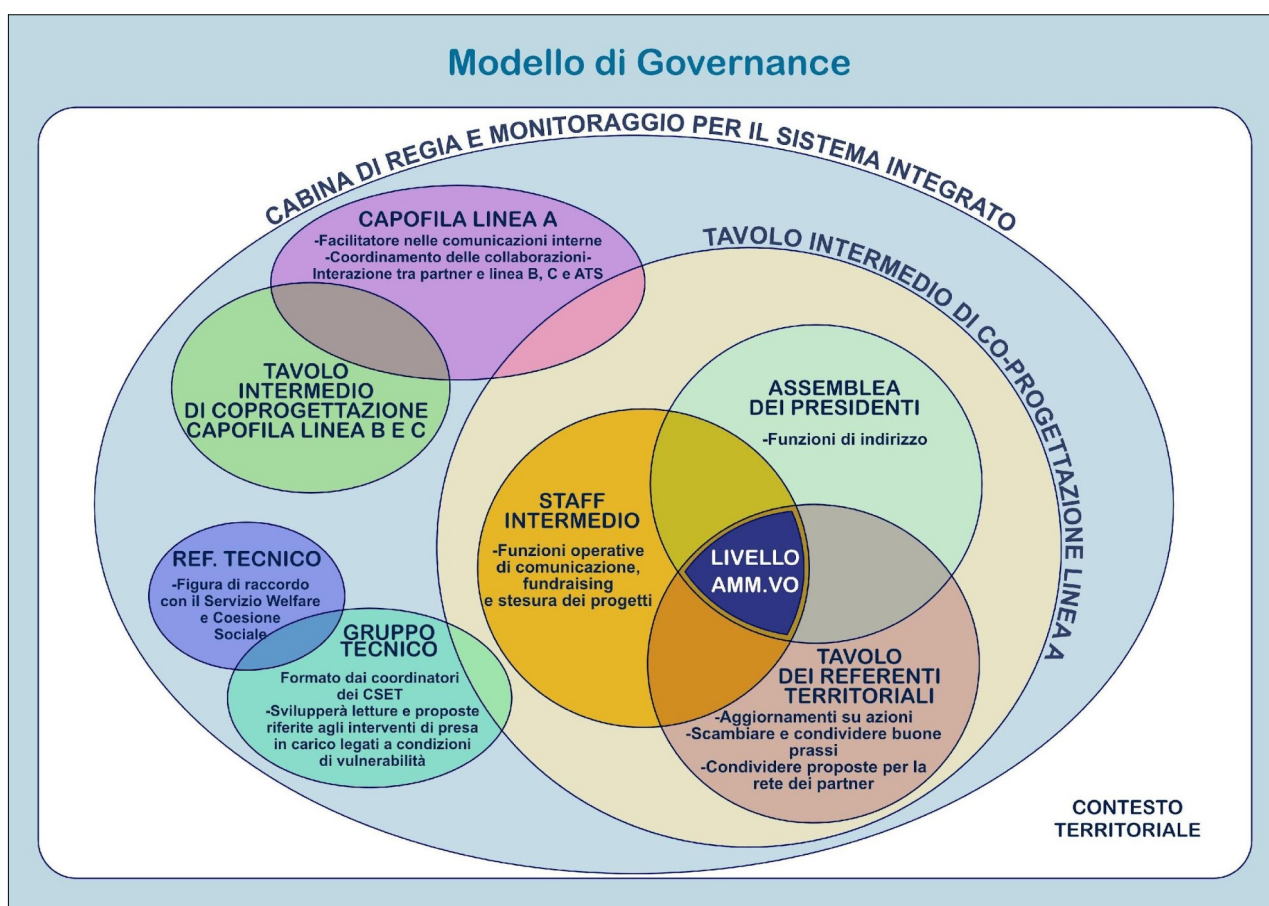 Modello di Governance
CABINA DI REGIA E MONITORAGGIO PER IL SISTEMA INTEGRATO
CAPOFILA LINEA A
-Facilitatore nelle comunicazioni interne
-Coordinamento delle collaborazioni-
Interazione tra partner e linea B, C e ATS
TAVOLO INTERMEDIO DI CO-PROGETTAZIONE LINEA A
TAVOLO
INTERMEDIO
DI COPROGETTAZIONE
CAPOFILA LINEA B E C
ASSEMBLEA
DEI PRESIDENTI
-Funzioni di indirizzo
STAFF
INTERMEDIO
-Funzioni operative
di comunicazione,
fundraising
e stesura dei progetti
LIVELLO
AMM.VO
REF. TECNICO
-Figura di raccordo
con il Servizio Welfare
e Coesione
Sociale
GRUPPO
TECNICO
Formato dai coordinatori
dei CSET
-Svilupperà letture e proposte
riferite agli interventi di presa
in carico legati a condizioni
di vulnerabilità
TAVOLO
DEI REFERENTI
TERRITORIALI
-Aggiornamenti su azioni
-Scambiare e condividere buone
prassi
-Condividere proposte per la
rete dei partner
CONTESTO
TERRITORIALE